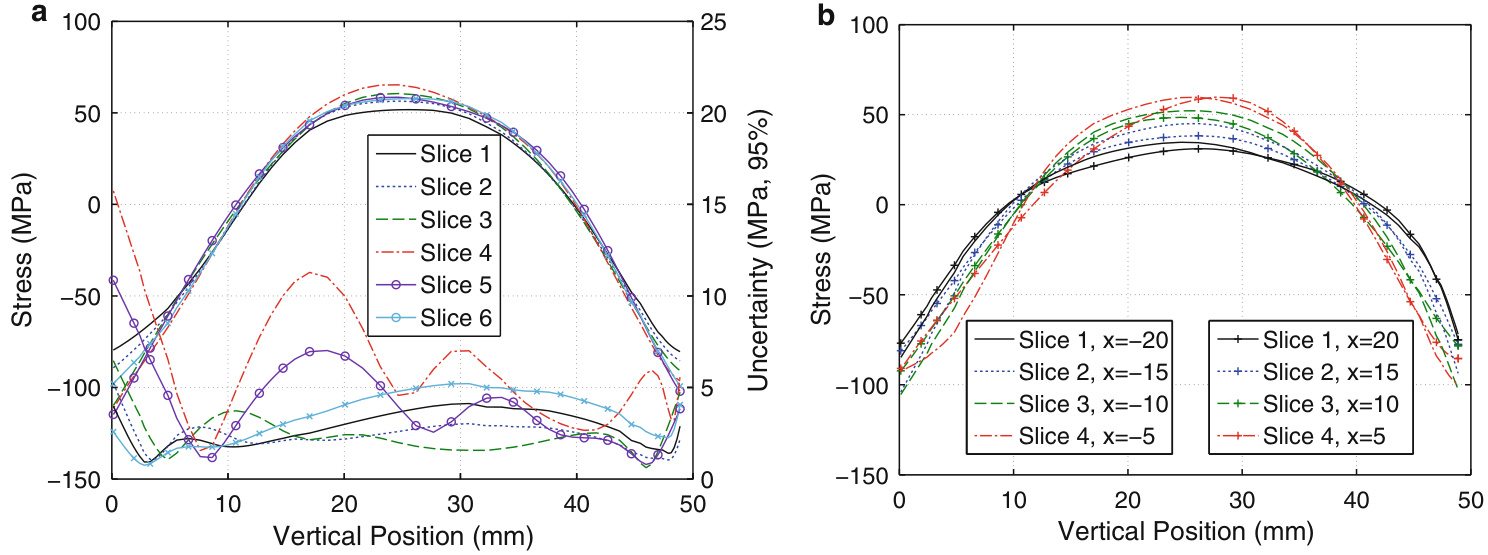 a
100
50
0
−50
−100
−150
Stress (MPa)
0
10
20
30
40
50
Vertical Position (mm)
25
20
15
10
5
0
Uncertainty (MPa, 95%)
Slice 1
Slice 2
Slice 3
Slice 4
Slice 5
Slice 6
b
100
50
0
−50
−100
−150
Stress (MPa)
0
10
20
30
40
50
Vertical Position (mm)
Slice 1, x=−20
Slice 2, x=−15
Slice 3, x=−10
Slice 4, x=−5
Slice 1, x=20
Slice 2, x=15
Slice 3, x=10
Slice 4, x=5